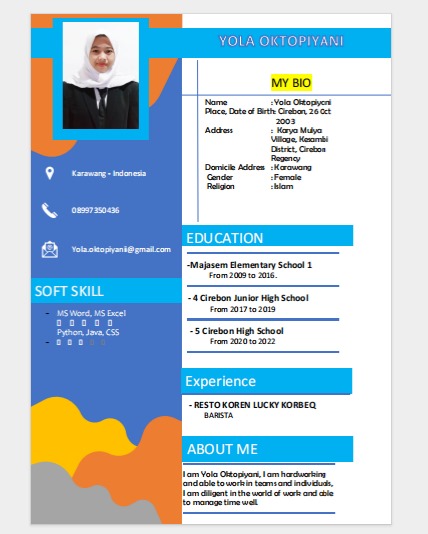 YOLA OKTOPIYANI
MY BIO
Name : Yola Oktopiyani
Place, Date of Birth: Cirebon, 26 Oct
2003
Address : Karya Mulya
Village, Kesambi
District, Cirebon
Regency
Domicile Address : Karawang
Gender : Female
Religion : Islam
Karawang - Indonesia
08997350436
Yola.oktopiyanii@gmail.com
SOFT SKILL
- MS Word, MS Excel
Python, Java, CSS
-
EDUCATION
-Majasem Elementary School 1
From 2009 to 2016.
- 4 Cirebon Junior High School
From 2017 to 2019
- 5 Cirebon High School
From 2020 to 2022
Experience
- RESTO KOREN LUCKY KORBEQ
BARISTA
ABOUT ME
I am Yola Oktopiyani, I am hardworking
and able to work in teams and individuals,
I am diligent in the world of work and able
to manage time well.